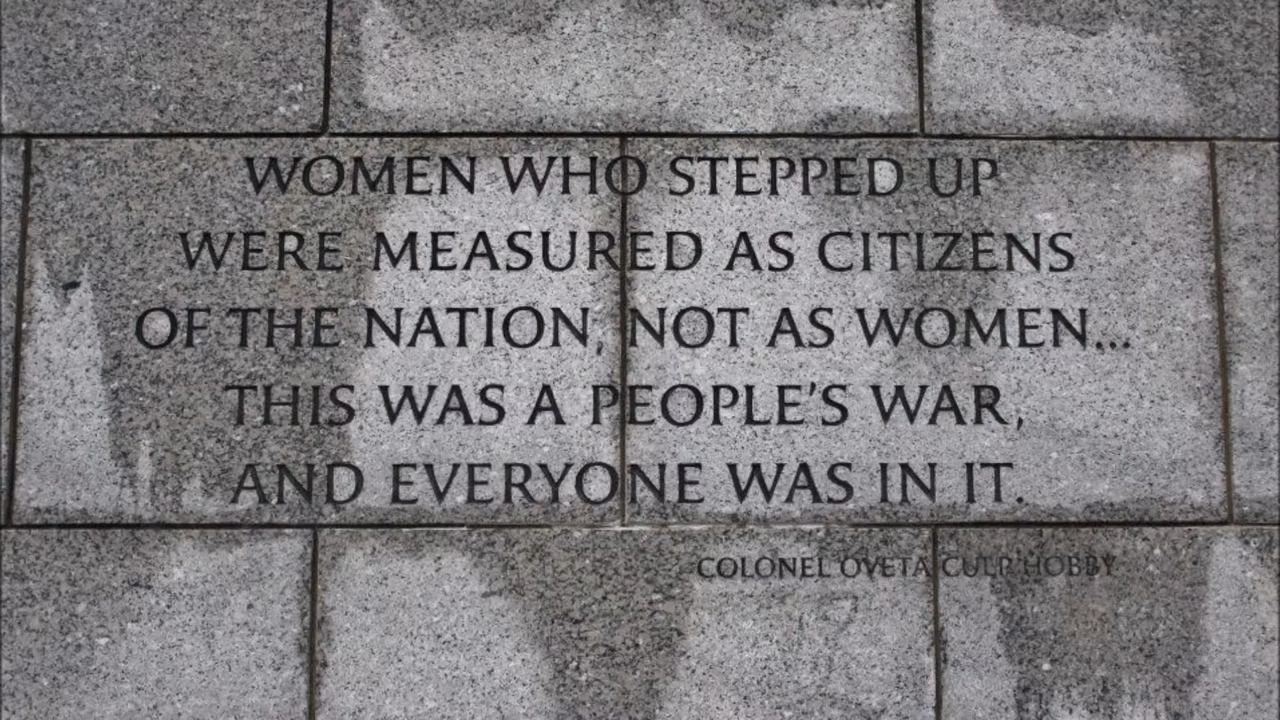 WOMEN WHO STEPPED UP
WERE MEASURED AS CITIZENS
OF THE NATION, NOT AS WOMEN...
THIS WAS A PEOPLE'S WAR,
AND EVERYONE WAS IN IT.
COLONEL OVETA CULP HOBBY